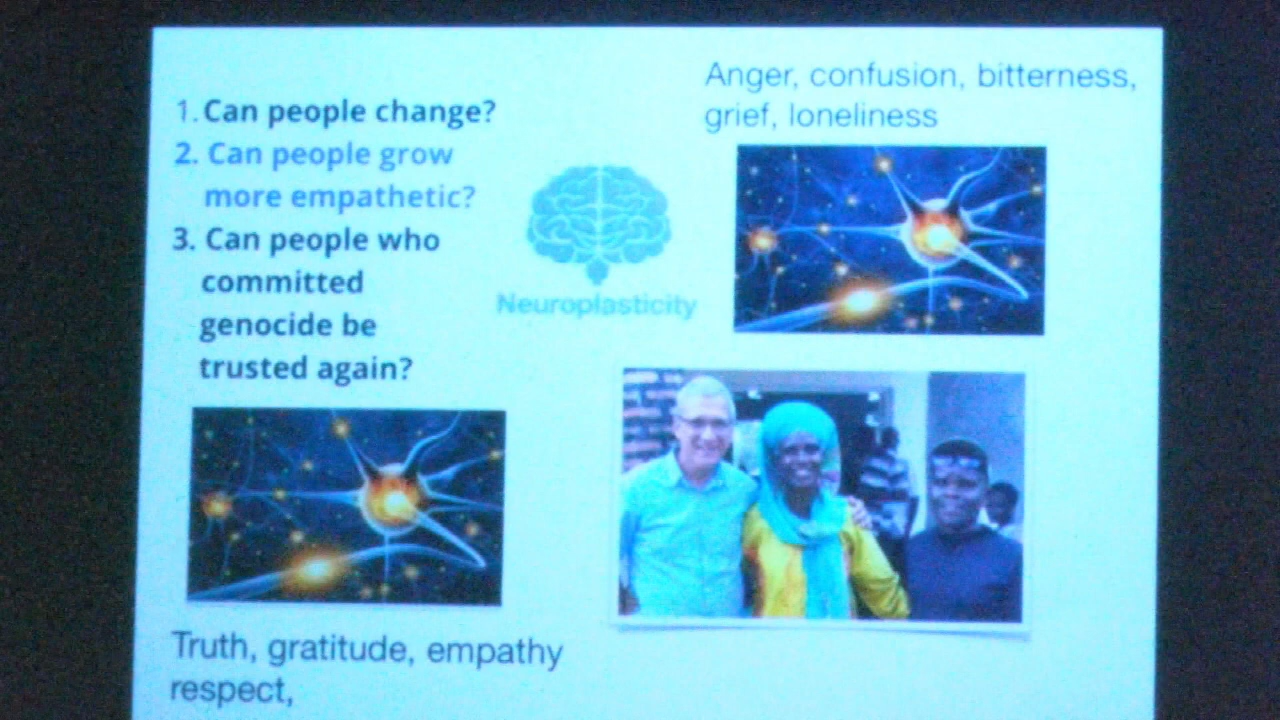 1. Can people change?
2. Can people grow
more empathetic?
3. Can people who
committed
genocide be
trusted again?
Neuroplasticity
Anger, confusion, bitterness,
grief, loneliness
Truth, gratitude, empathy
respect,